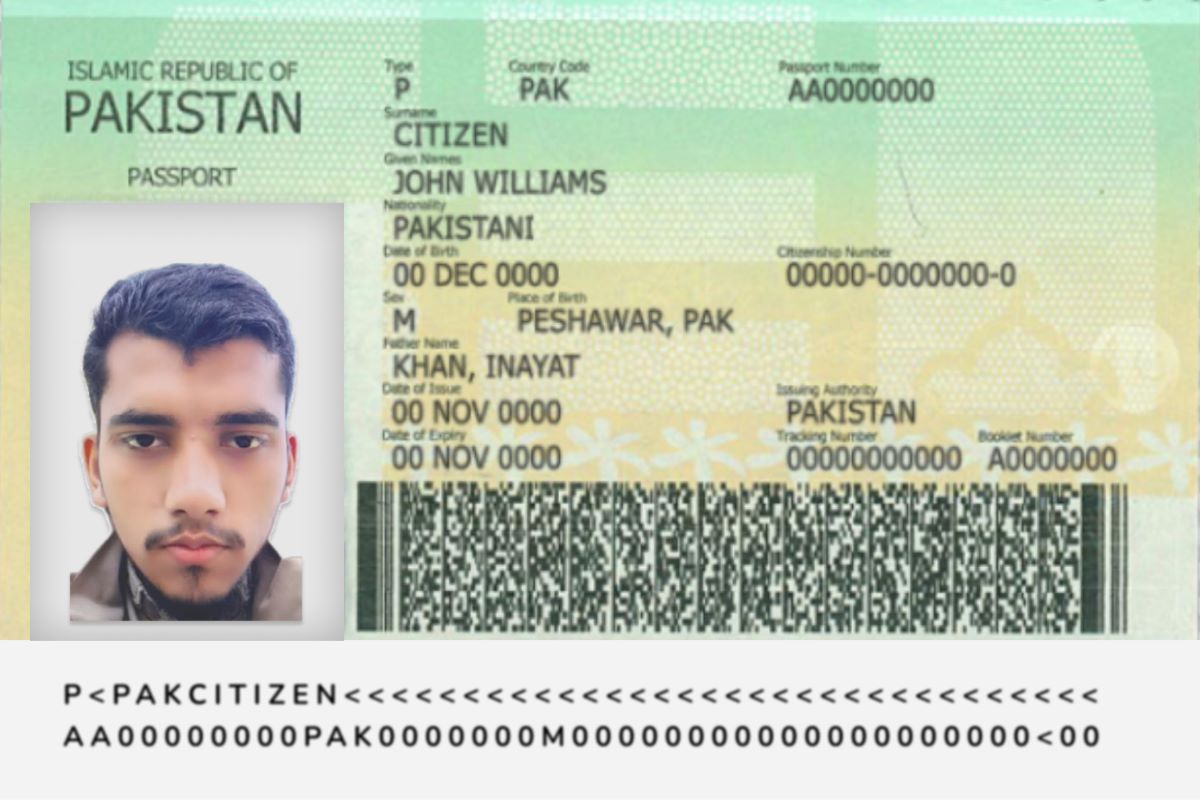 ISLAMIC REPUBLIC OF
PAKISTAN
PASSPORT
Type Country Code Passport Number
P PAK AA0000000
Surname
CITIZEN
Given Names
JOHN WILLIAMS
Nationality
PAKISTANI
Date of Birth Citizenship Number
00 DEC 0000 00000-0000000-0
Sex Place of Birth
M PESHAWAR, PAK
Father Name
KHAN, INAYAT
Date of Issue Issuing Authority
00 NOV 0000 PAKISTAN
Date of Expiry Tracking Number Booklet Number
00 NOV 0000 00000000000 A0000000
P<PAKCITIZEN<<<<<<<<<<<<<<<<<<<<<<<<<<<<<<<<
AA00000000PAK0000000M00000000000000000000<00